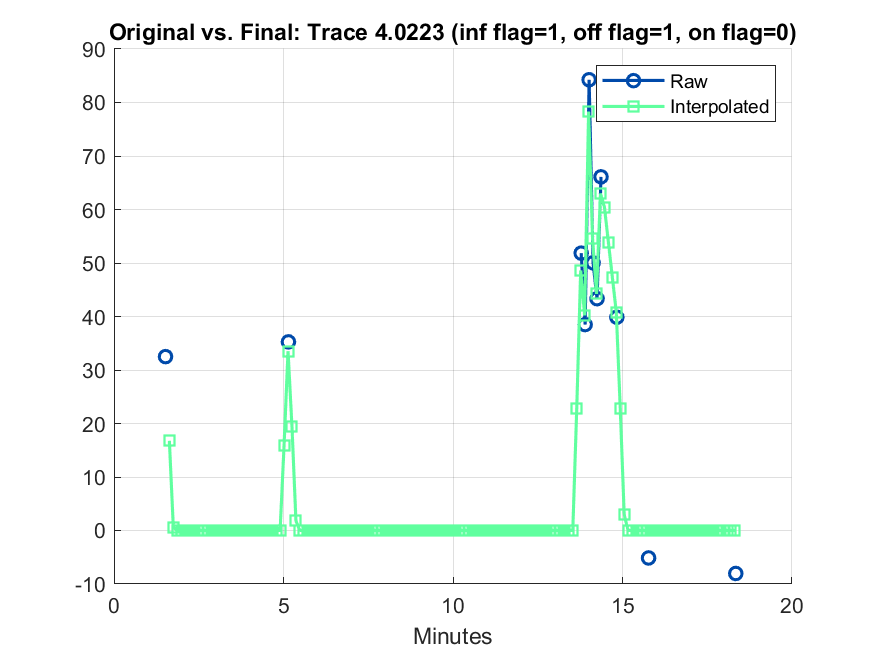 Original vs. Final: Trace 4.0223 (inf flag=1, off flag=1, on flag=0)
90
80
70
60
50
40
30
20
10
0
-10
Raw
Interpolated
0 5 10 15 20
Minutes